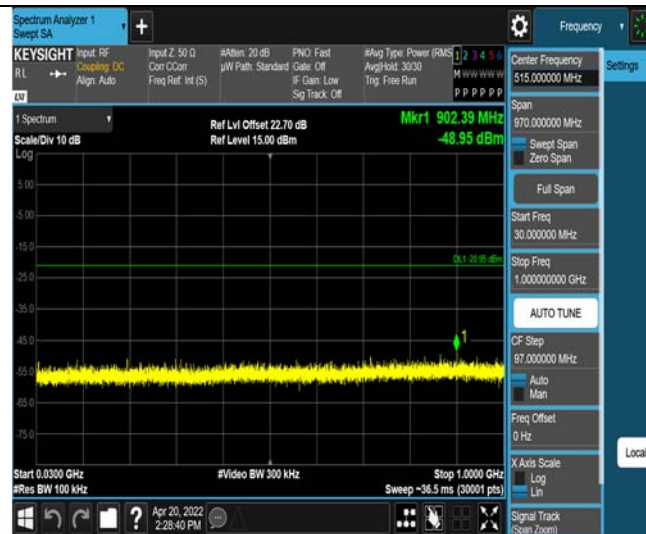 Spectrum Analyzer 1
Swept SA
+
Frequency
KEYSIGHT
RL
LXI
Input: RF
Coupling: DC
Align: Auto
Input Z: 50 Ω
Corr CCorr
Freq Ref: Int (S)
#Atten: 20 dB
µW Path: Standard
PNO: Fast
Gate: Off
IF Gain: Low
Sig Track: Off
#Avg Type: Power (RMS
Avg|Hold: 30/30
Trig: Free Run
1 2 3 4 5 6
M W W W W W
P P P P P P
1 Spectrum
Scale/Div 10 dB
Ref Lvl Offset 22.70 dB
Ref Level 15.00 dBm
Mkr1 902.39 MHz
-48.95 dBm
Log
5.00
-5.00
-15.0
DL1 -20.95 dBm
-25.0
-35.0
1
-45.0
-55.0
-65.0
-75.0
Start 0.0300 GHz
#Res BW 100 kHz
#Video BW 300 kHz
Stop 1.0000 GHz
Sweep ~36.5 ms (30001 pts)
?
Apr 20, 2022
2:28:40 PM
Center Frequency
515.000000 MHz
Settings
Span
970.000000 MHz
Swept Span
Zero Span
Full Span
Start Freq
30.000000 MHz
Stop Freq
1.000000000 GHz
AUTO TUNE
CF Step
97.000000 MHz
Auto
Man
Freq Offset
0 Hz
Local
X Axis Scale
Log
Lin
Signal Track
(Span Zoom)